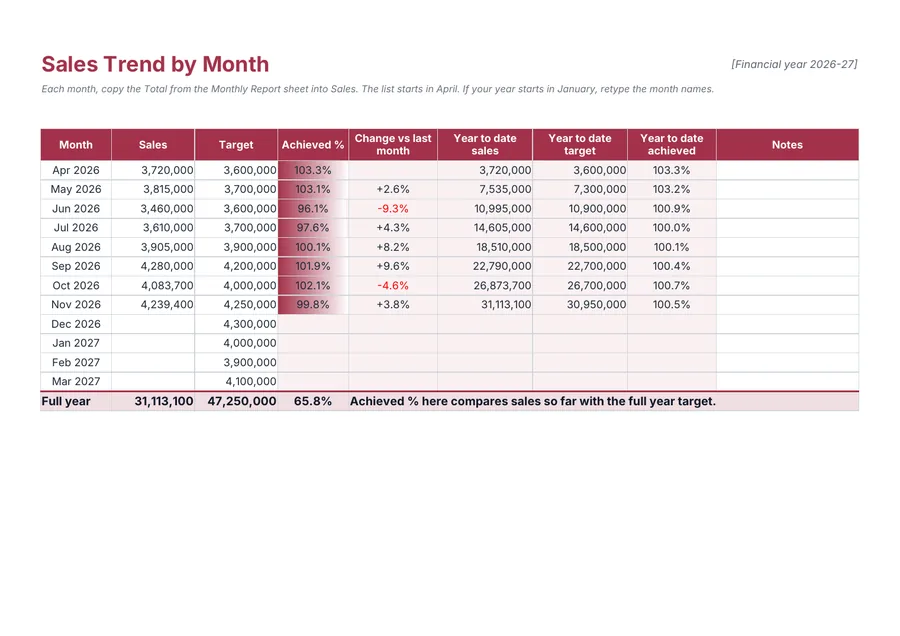 Sales Trend by Month
[Financial year 2026-27]
Each month, copy the Total from the Monthly Report sheet into Sales. The list starts in April. If your year starts in January, retype the month names.
Month Sales Target Achieved % Change vs last month Year to date sales Year to date target Year to date achieved Notes
Apr 2026 3,720,000 3,600,000 103.3% 3,720,000 3,600,000 103.3%
May 2026 3,815,000 3,700,000 103.1% +2.6% 7,535,000 7,300,000 103.2%
Jun 2026 3,460,000 3,600,000 96.1% -9.3% 10,995,000 10,900,000 100.9%
Jul 2026 3,610,000 3,700,000 97.6% +4.3% 14,605,000 14,600,000 100.0%
Aug 2026 3,905,000 3,900,000 100.1% +8.2% 18,510,000 18,500,000 100.1%
Sep 2026 4,280,000 4,200,000 101.9% +9.6% 22,790,000 22,700,000 100.4%
Oct 2026 4,083,700 4,000,000 102.1% -4.6% 26,873,700 26,700,000 100.7%
Nov 2026 4,239,400 4,250,000 99.8% +3.8% 31,113,100 30,950,000 100.5%
Dec 2026 4,300,000
Jan 2027 4,000,000
Feb 2027 3,900,000
Mar 2027 4,100,000
Full year 31,113,100 47,250,000 65.8% Achieved % here compares sales so far with the full year target.